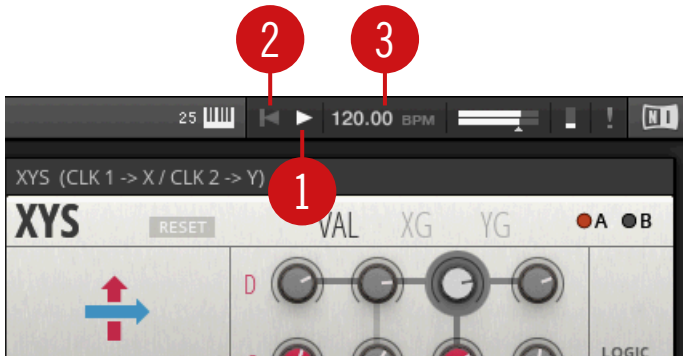 2 3
25 120.00 BPM ! NI
1
XYS (CLK 1 -> X / CLK 2 -> Y)
XYS RESET VAL XG YG A B
D
LOGIC